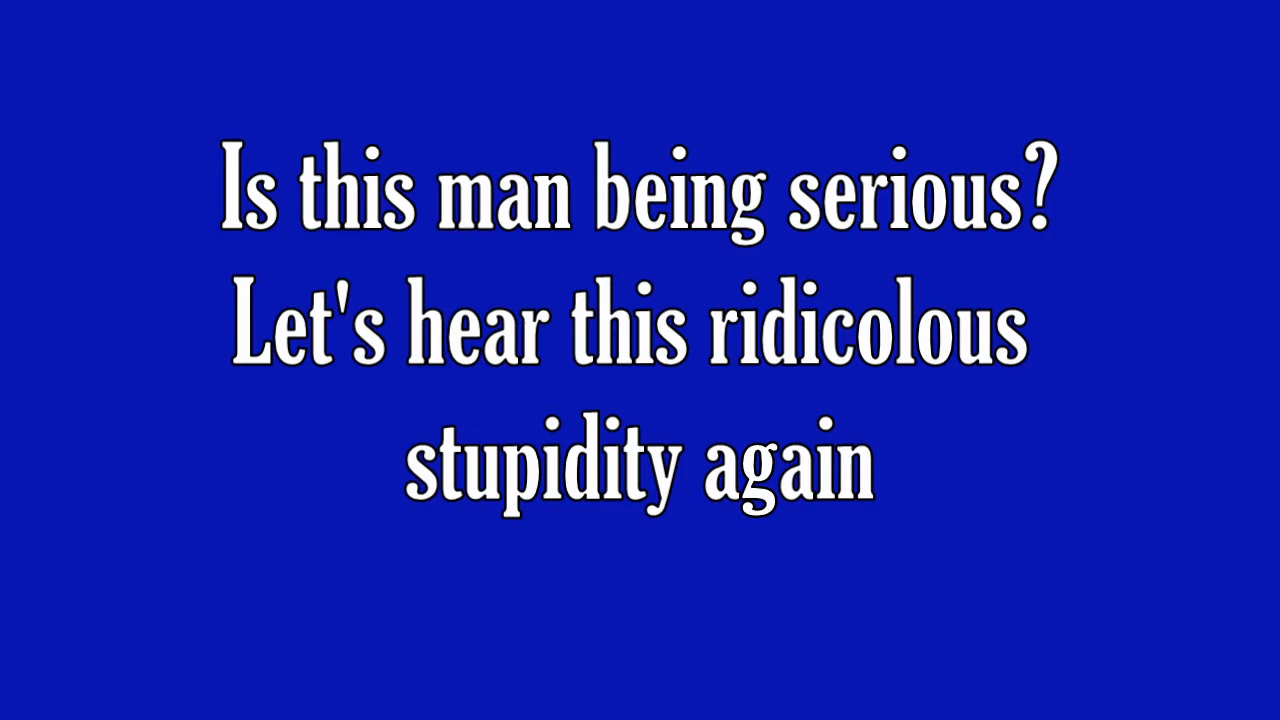 Is this man being serious?
Let's hear this ridicolous
stupidity again